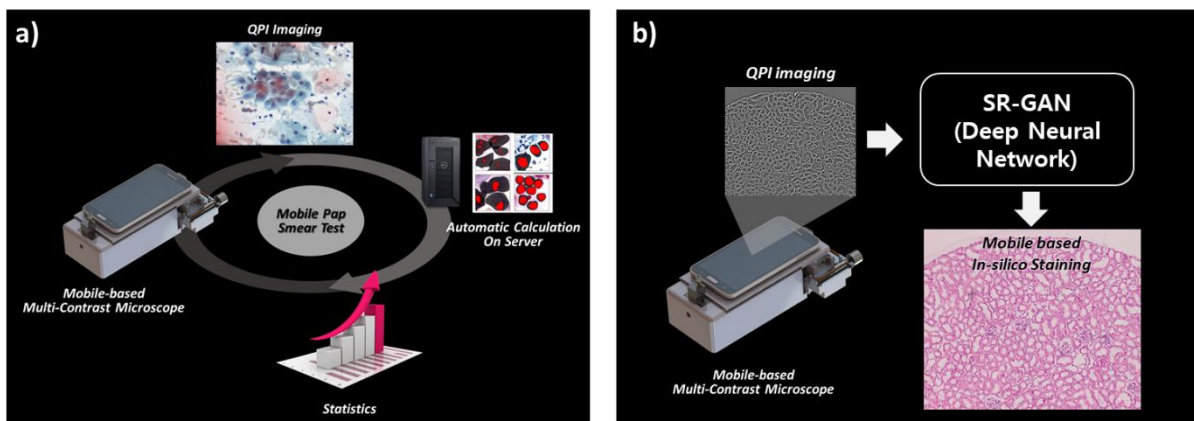 a)
QPI Imaging
Mobile Pap
Smear Test
Automatic Calculation
On Server
Mobile-based
Multi-Contrast Microscope
Statistics
b)
QPI imaging
SR-GAN
(Deep Neural
Network)
Mobile based
In-silico Staining
Mobile-based
Multi-Contrast Microscope